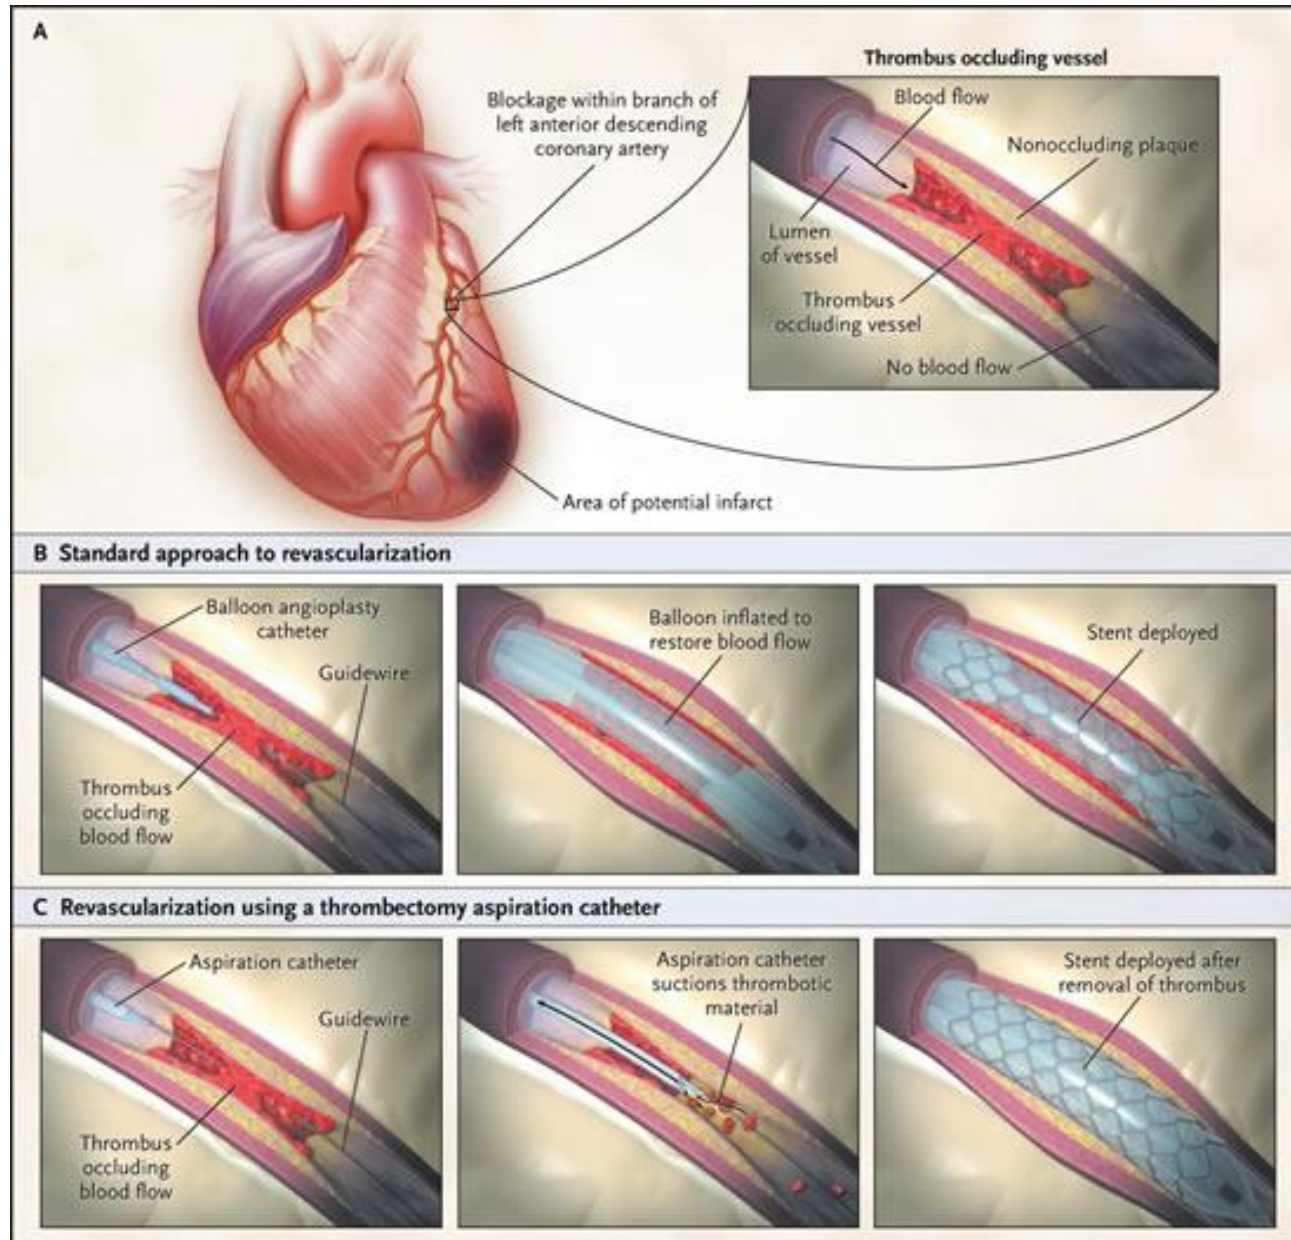 A
Thrombus occluding vessel
Blockage within branch of
left anterior descending
coronary artery
Blood flow
Nonoccluding plaque
Lumen
of vessel
Thrombus
occluding vessel
No blood flow
Area of potential infarct
B Standard approach to revascularization
Balloon angioplasty
catheter
Guidewire
Thrombus
occluding
blood flow
Balloon inflated to
restore blood flow
Stent deployed
C Revascularization using a thrombectomy aspiration catheter
Aspiration catheter
Guidewire
Thrombus
occluding
blood flow
Aspiration catheter
suctions thrombotic
material
Stent deployed after
removal of thrombus